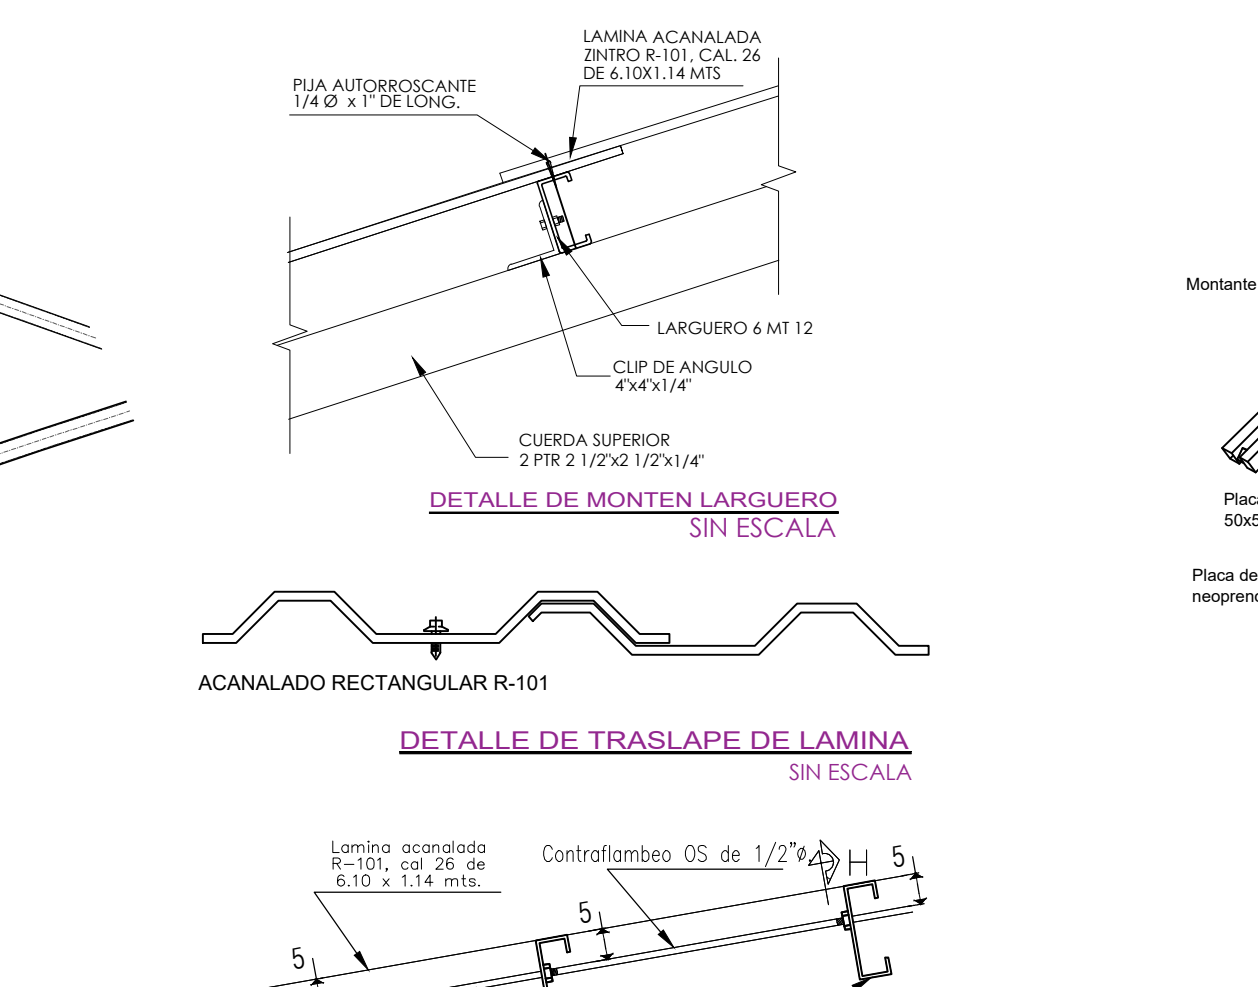 LAMINA ACANALADA
ZINTRO R-101, CAL. 26
DE 6.10X1.14 MTS
PIJA AUTORROSCANTE
1/4 Ø x 1" DE LONG.
LARGUERO 6 MT 12
CLIP DE ANGULO
4"x4"x1/4"
CUERDA SUPERIOR
2 PTR 2 1/2"x2 1/2"x1/4"
DETALLE DE MONTEN LARGUERO
SIN ESCALA
Montante
50x5
Placa de
ACANALADO RECTANGULAR R-101
DETALLE DE TRASLAPE DE LAMINA
SIN ESCALA
Lamina acanalada
R-101, cal 26 de
6.10 x 1.14 mts.
Contraflambeo OS de 1/2"ø
H
5
5
5